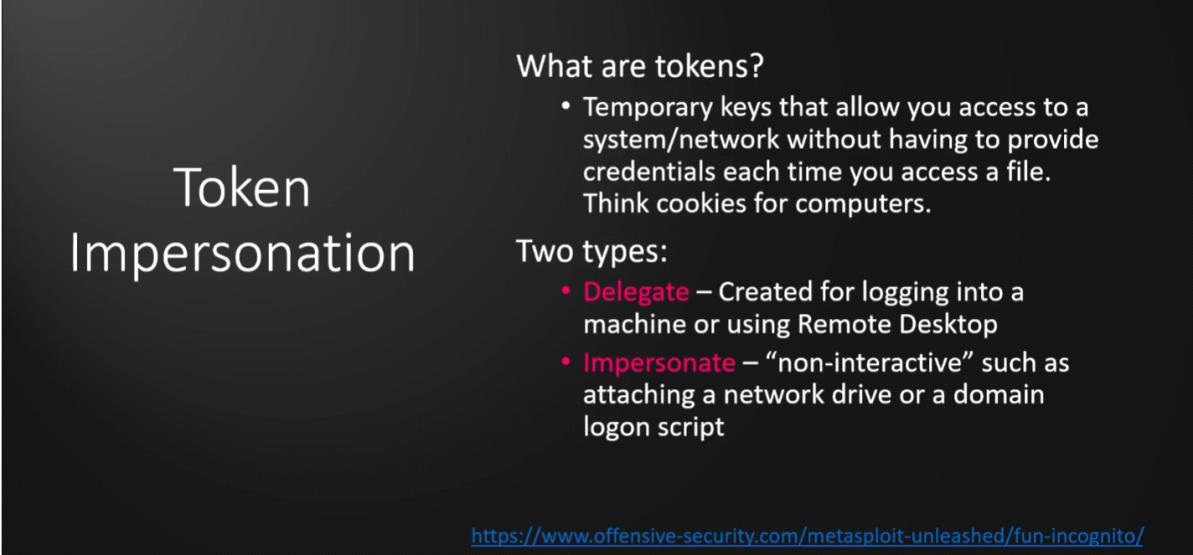 Token
Impersonation
What are tokens?
• Temporary keys that allow you access to a
system/network without having to provide
credentials each time you access a file.
Think cookies for computers.
Two types:
• Delegate – Created for logging into a
machine or using Remote Desktop
• Impersonate – “non-interactive” such as
attaching a network drive or a domain
logon script
https://www.offensive-security.com/metasploit-unleashed/fun-incognito/